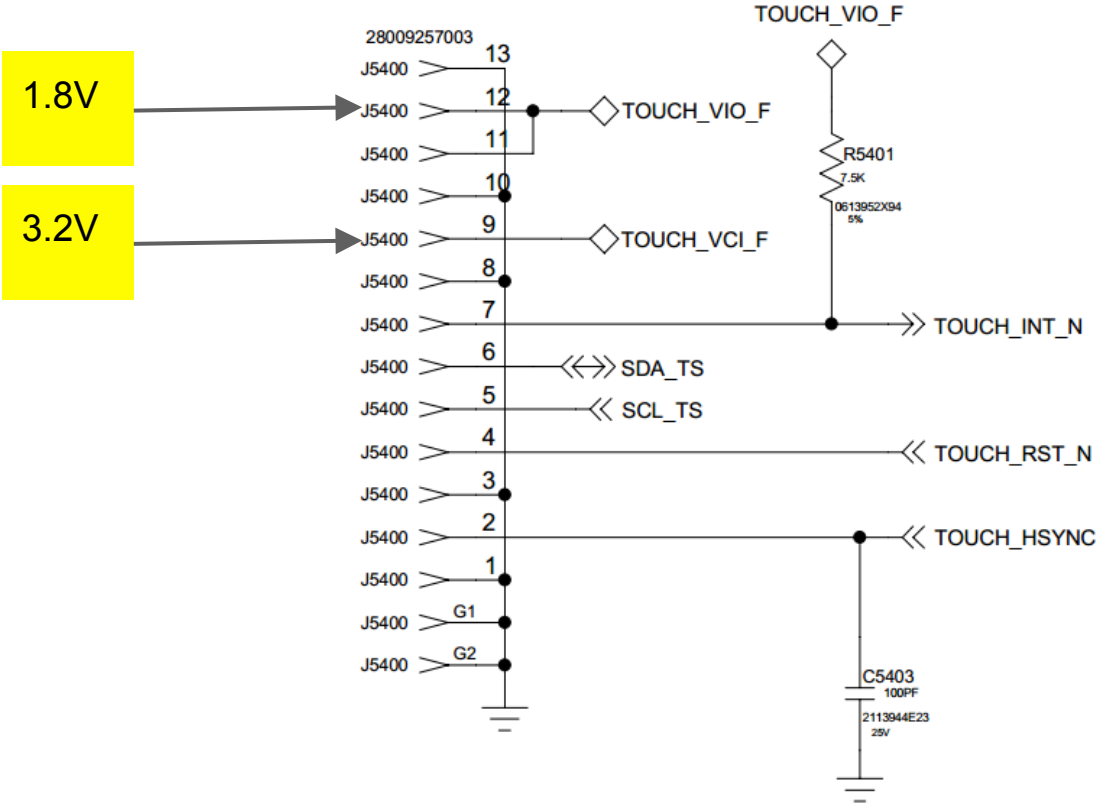 TOUCH_VIO_F
28009257003
J5400 13
1.8V
J5400 12 TOUCH_VIO_F
J5400 11
R5401
7.5K
0613952X94
5%
J5400 10
3.2V
J5400 9 TOUCH_VCI_F
J5400 8
J5400 7 TOUCH_INT_N
J5400 6 SDA_TS
J5400 5 SCL_TS
J5400 4 TOUCH_RST_N
J5400 3
J5400 2 TOUCH_HSYNC
J5400 1
J5400 G1
J5400 G2
C5403
100PF
2113944E23
25V